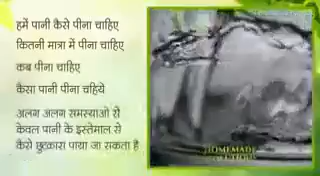 हमें पानी कैसे पीना चाहिए
कितनी मात्रा में पीना चाहिए
कब पीना चाहिए
कैसा पानी पीना चहिये
अलग अलग समस्याओ से
केवल पानी के इस्तेमाल से
कैसे छुटकारा पाया जा सकता है
HOMEMADE